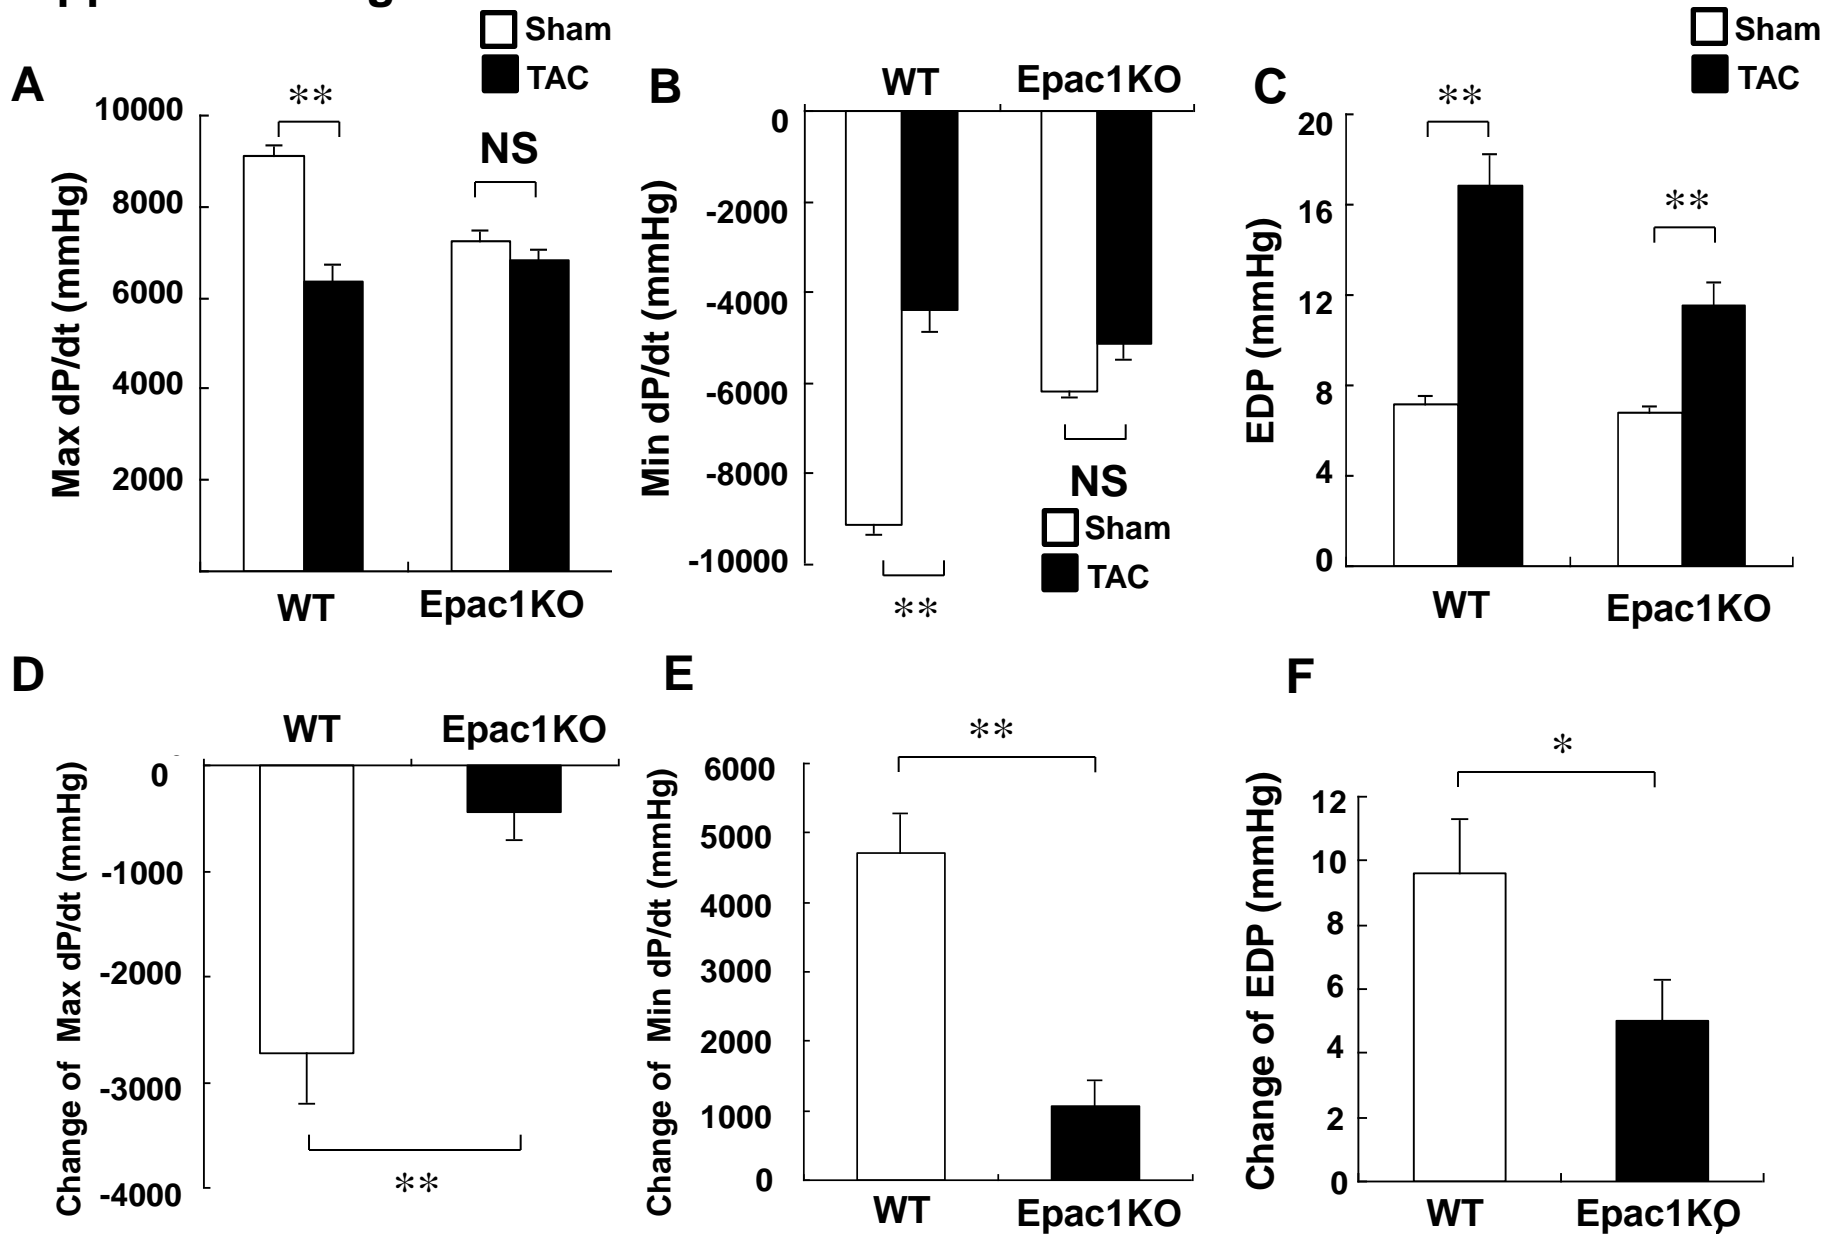 Sham
TAC
Sham
TAC
A
**
NS
10000
8000
6000
4000
2000
Max dP/dt (mmHg)
WT
Epac1KO
B
WT
Epac1KO
0
-2000
-4000
-6000
-8000
-10000
Min dP/dt (mmHg)
NS
Sham
TAC
**
C
**
**
20
16
12
8
4
0
EDP (mmHg)
WT
Epac1KO
D
WT
Epac1KO
0
-1000
-2000
-3000
-4000
Change of Max dP/dt (mmHg)
**
E
**
6000
5000
4000
3000
2000
1000
0
Change of Min dP/dt (mmHg)
WT
Epac1KO
F
*
12
10
8
6
4
2
0
Change of EDP (mmHg)
WT
Epac1KO